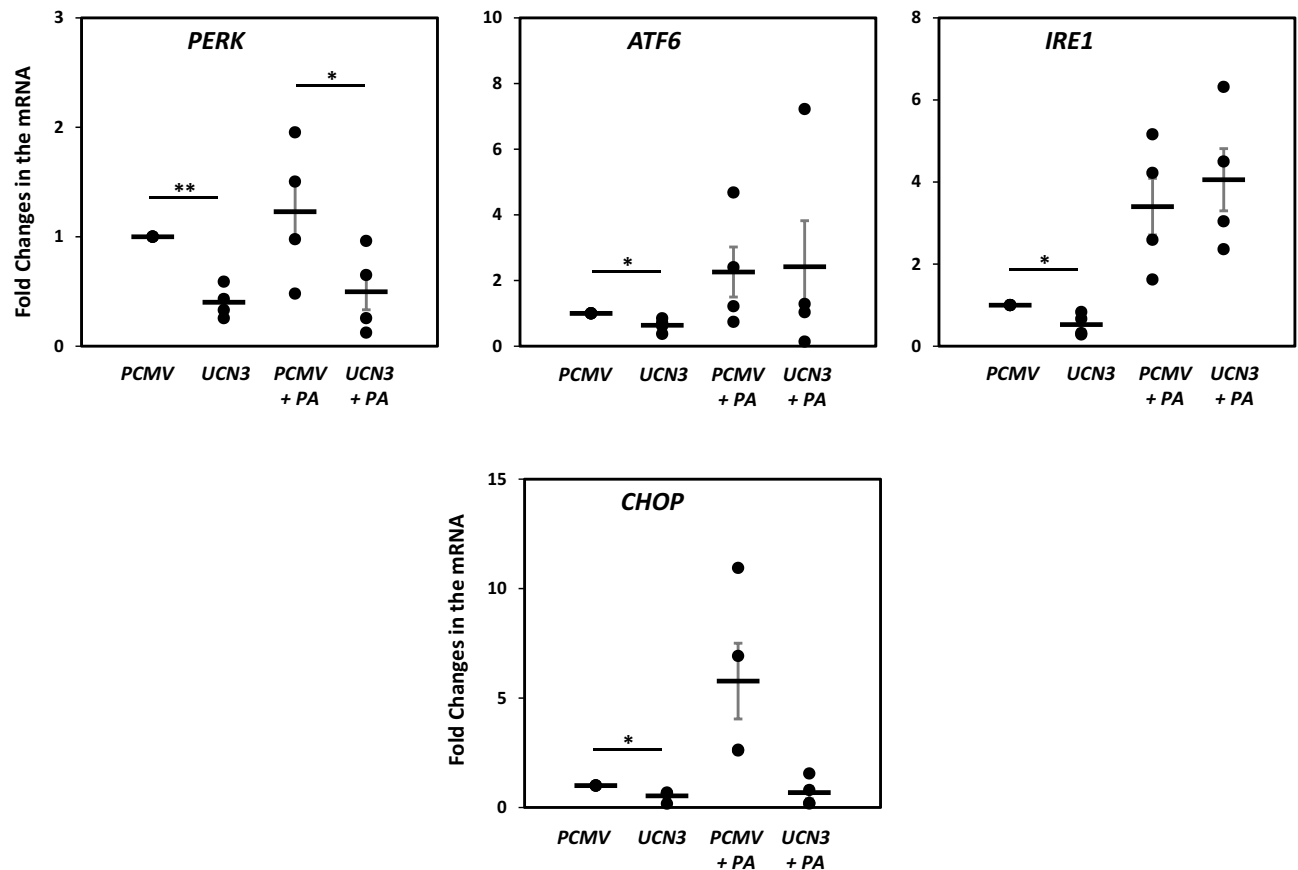 PERK
Fold Changes in the mRNA
3
2
1
0
**
*
PCMV UCN3 PCMV UCN3
+ PA + PA
ATF6
10
8
6
4
2
0
*
PCMV UCN3 PCMV UCN3
+ PA + PA
IRE1
8
6
4
2
0
*
PCMV UCN3 PCMV UCN3
+ PA + PA
CHOP
Fold Changes in the mRNA
15
10
5
0
*
PCMV UCN3 PCMV UCN3
+ PA + PA